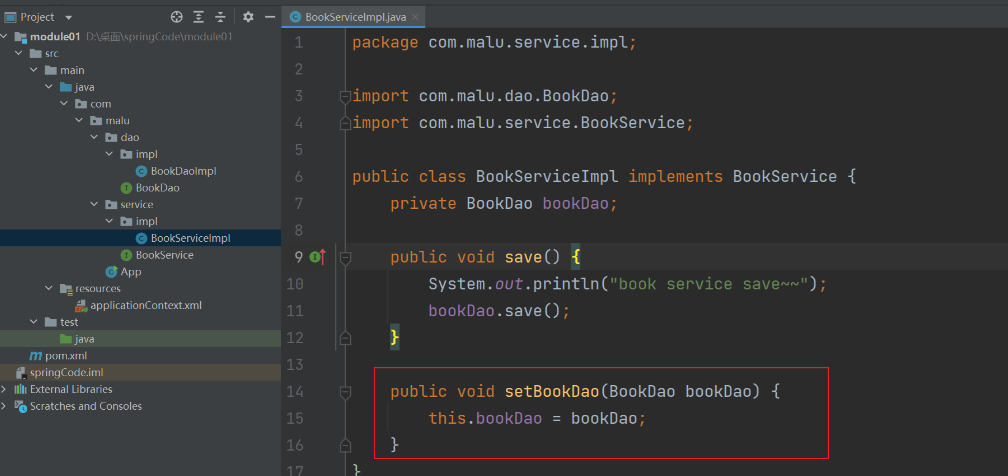 Project
module01 D:\桌面\springCode\module01
src
main
java
com
malu
dao
impl
BookDaoImpl
BookDao
service
impl
BookServiceImpl
BookService
App
resources
applicationContext.xml
test
java
pom.xml
springCode.iml
External Libraries
Scratches and Consoles
BookServiceImpl.java
1 package com.malu.service.impl;
2
3 import com.malu.dao.BookDao;
4 import com.malu.service.BookService;
5
6 public class BookServiceImpl implements BookService {
7 private BookDao bookDao;
8
9 public void save() {
10 System.out.println("book service save~~");
11 bookDao.save();
12 }
13
14 public void setBookDao(BookDao bookDao) {
15 this.bookDao = bookDao;
16 }
17 }